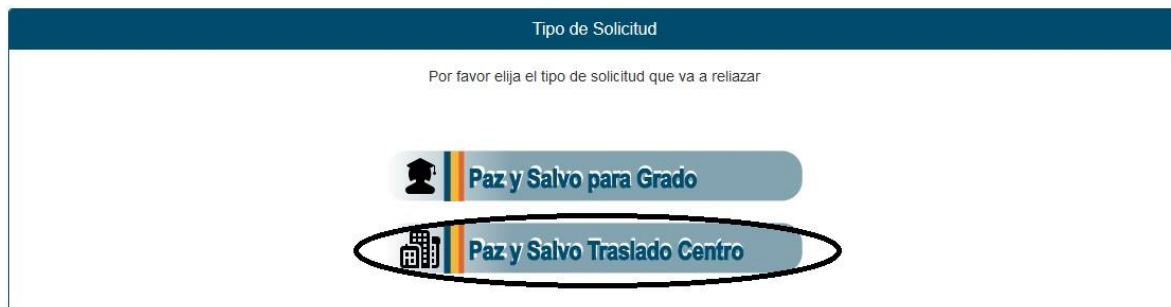 Tipo de Solicitud
Por favor elija el tipo de solicitud que va a reliazar
Paz y Salvo para Grado
Paz y Salvo Traslado Centro